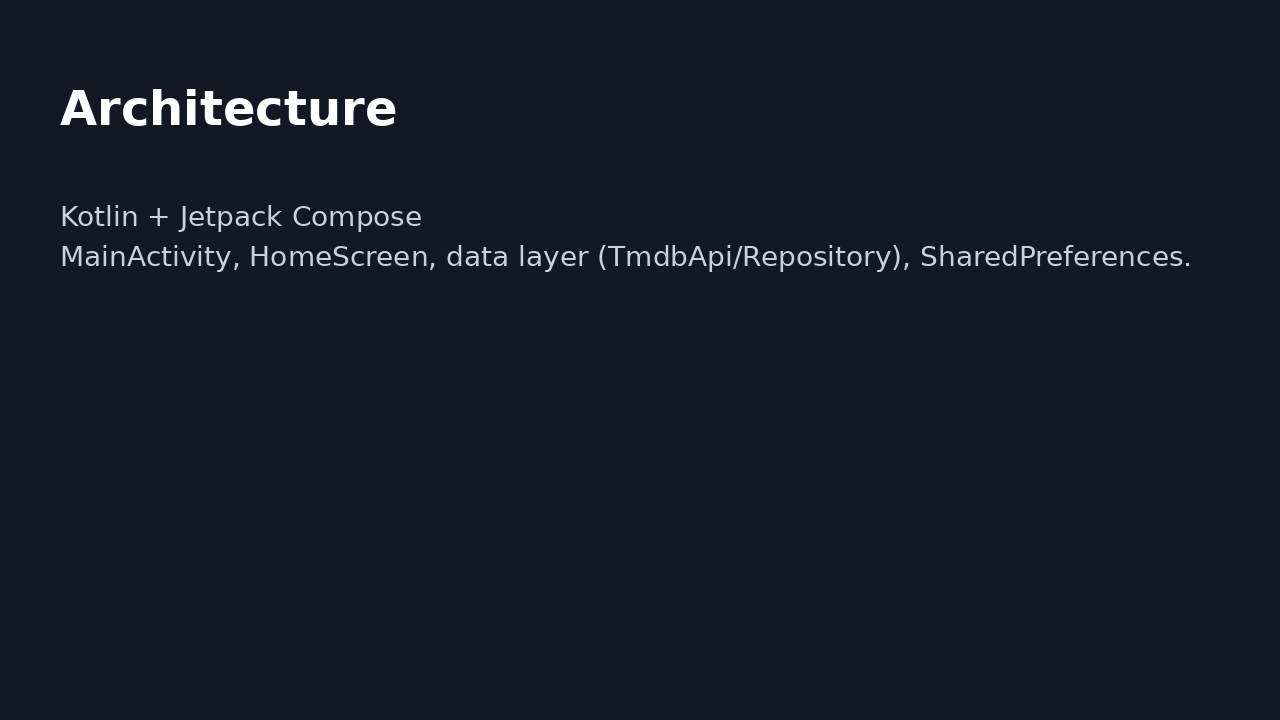 Architecture
Kotlin + Jetpack Compose
MainActivity, HomeScreen, data layer (TmdbApi/Repository), SharedPreferences.